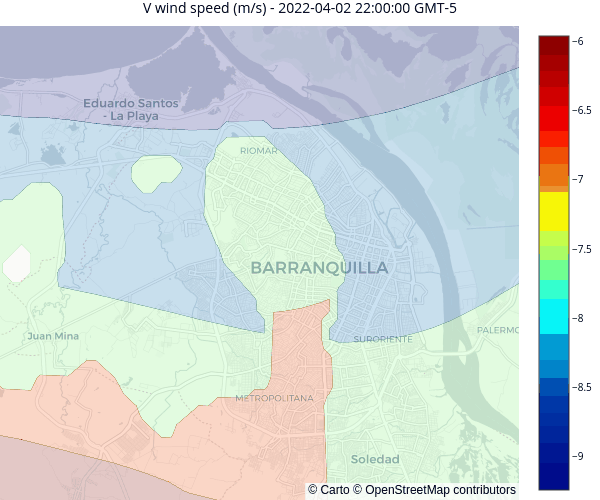 V wind speed (m/s) - 2022-04-02 22:00:00 GMT-5
−6
Eduardo Santos
- La Playa
−6.5
RIOMAR
−7
−7.5
BARRANQUILLA
−8
Juan Mina
SURORIENTE
PALERMO
−8.5
METROPOLITANA
Soledad
−9
© Carto © OpenStreetMap contributors